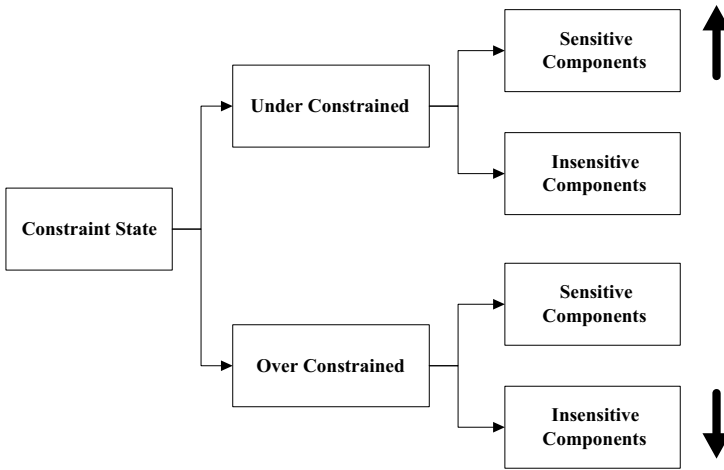 Sensitive
Components
Under Constrained
Insensitive
Components
Constraint State
Sensitive
Components
Over Constrained
Insensitive
Components